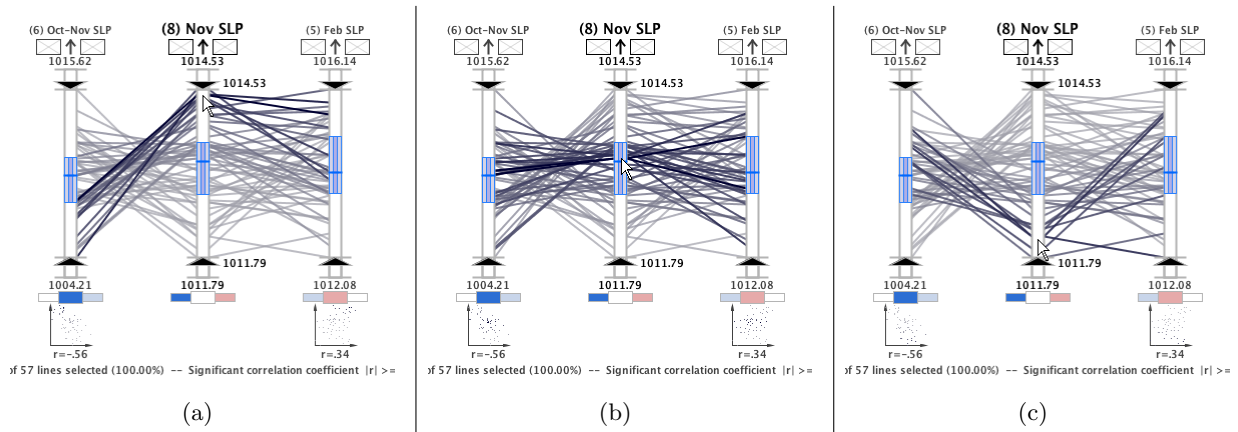 (6) Oct-Nov SLP (8) Nov SLP (5) Feb SLP
1015.62 1014.53 1016.14
1014.53
1011.79
1004.21 1011.79 1012.08
r=-.56 r=.34
of 57 lines selected (100.00%) -- Significant correlation coefficient |r| >=
(a)
(6) Oct-Nov SLP (8) Nov SLP (5) Feb SLP
1015.62 1014.53 1016.14
1014.53
1011.79
1004.21 1011.79 1012.08
r=-.56 r=.34
of 57 lines selected (100.00%) -- Significant correlation coefficient |r| >=
(b)
(6) Oct-Nov SLP (8) Nov SLP (5) Feb SLP
1015.62 1014.53 1016.14
1014.53
1011.79
1004.21 1011.79 1012.08
r=-.56 r=.34
of 57 lines selected (100.00%) -- Significant correlation coefficient |r| >=
(c)